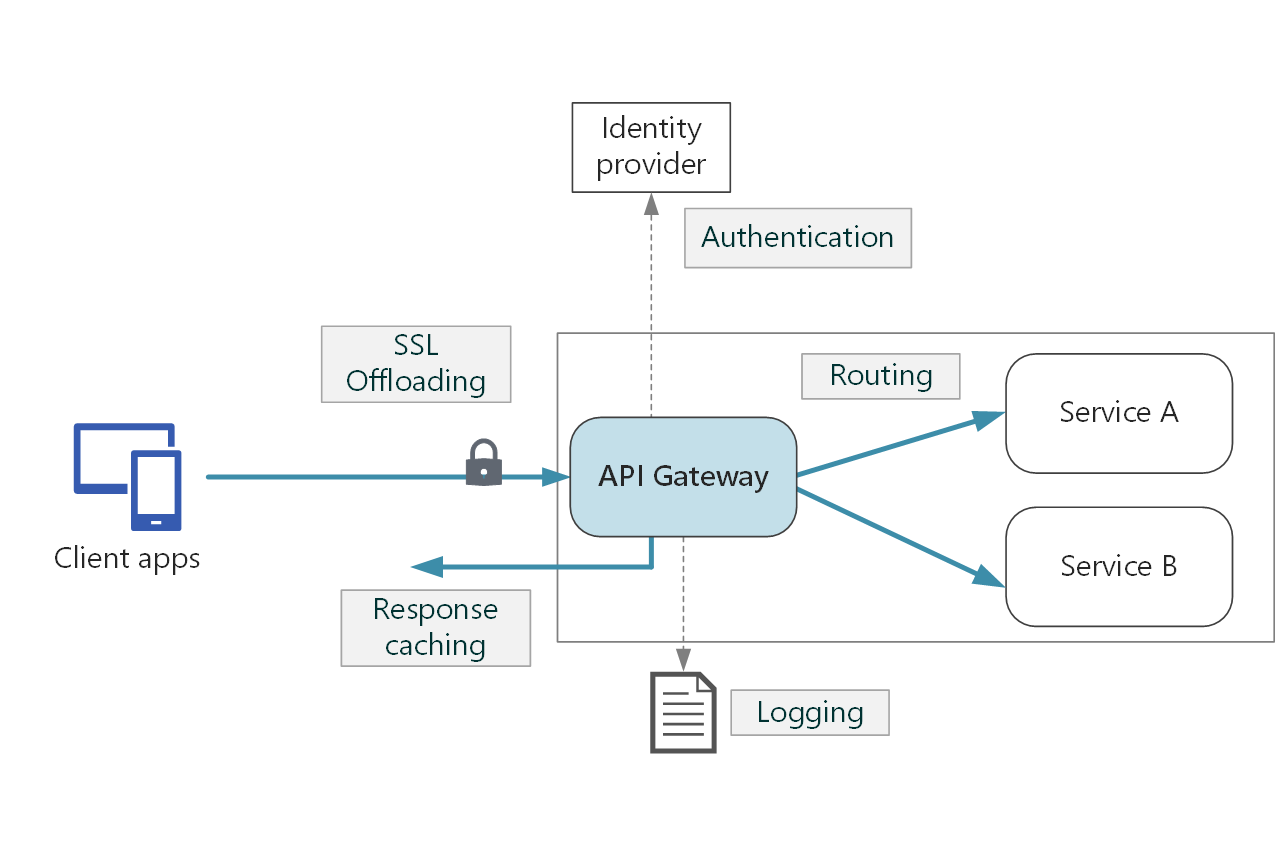 Identity
provider
Authentication
SSL
Offloading
Routing
Service A
API Gateway
Client apps
Service B
Response
caching
Logging